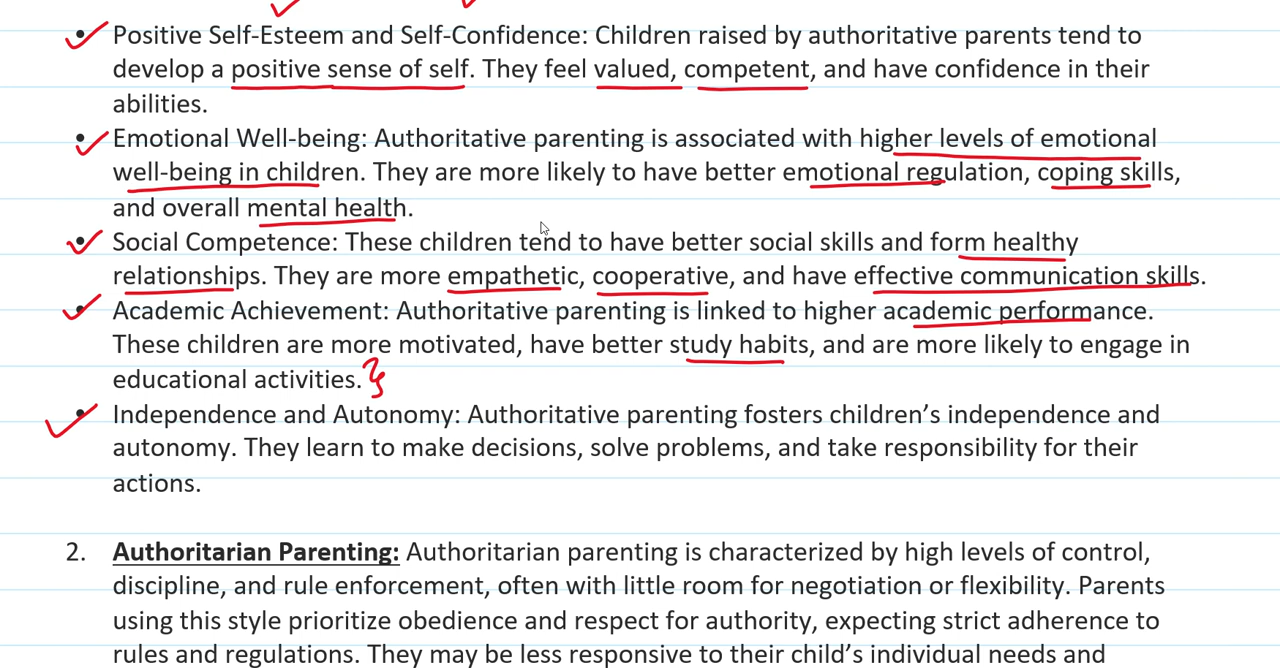 • Positive Self-Esteem and Self-Confidence: Children raised by authoritative parents tend to
develop a positive sense of self. They feel valued, competent, and have confidence in their
abilities.
• Emotional Well-being: Authoritative parenting is associated with higher levels of emotional
well-being in children. They are more likely to have better emotional regulation, coping skills,
and overall mental health.
• Social Competence: These children tend to have better social skills and form healthy
relationships. They are more empathetic, cooperative, and have effective communication skills.
• Academic Achievement: Authoritative parenting is linked to higher academic performance.
These children are more motivated, have better study habits, and are more likely to engage in
educational activities.
• Independence and Autonomy: Authoritative parenting fosters children’s independence and
autonomy. They learn to make decisions, solve problems, and take responsibility for their
actions.
2. Authoritarian Parenting: Authoritarian parenting is characterized by high levels of control,
discipline, and rule enforcement, often with little room for negotiation or flexibility. Parents
using this style prioritize obedience and respect for authority, expecting strict adherence to
rules and regulations. They may be less responsive to their child’s individual needs and